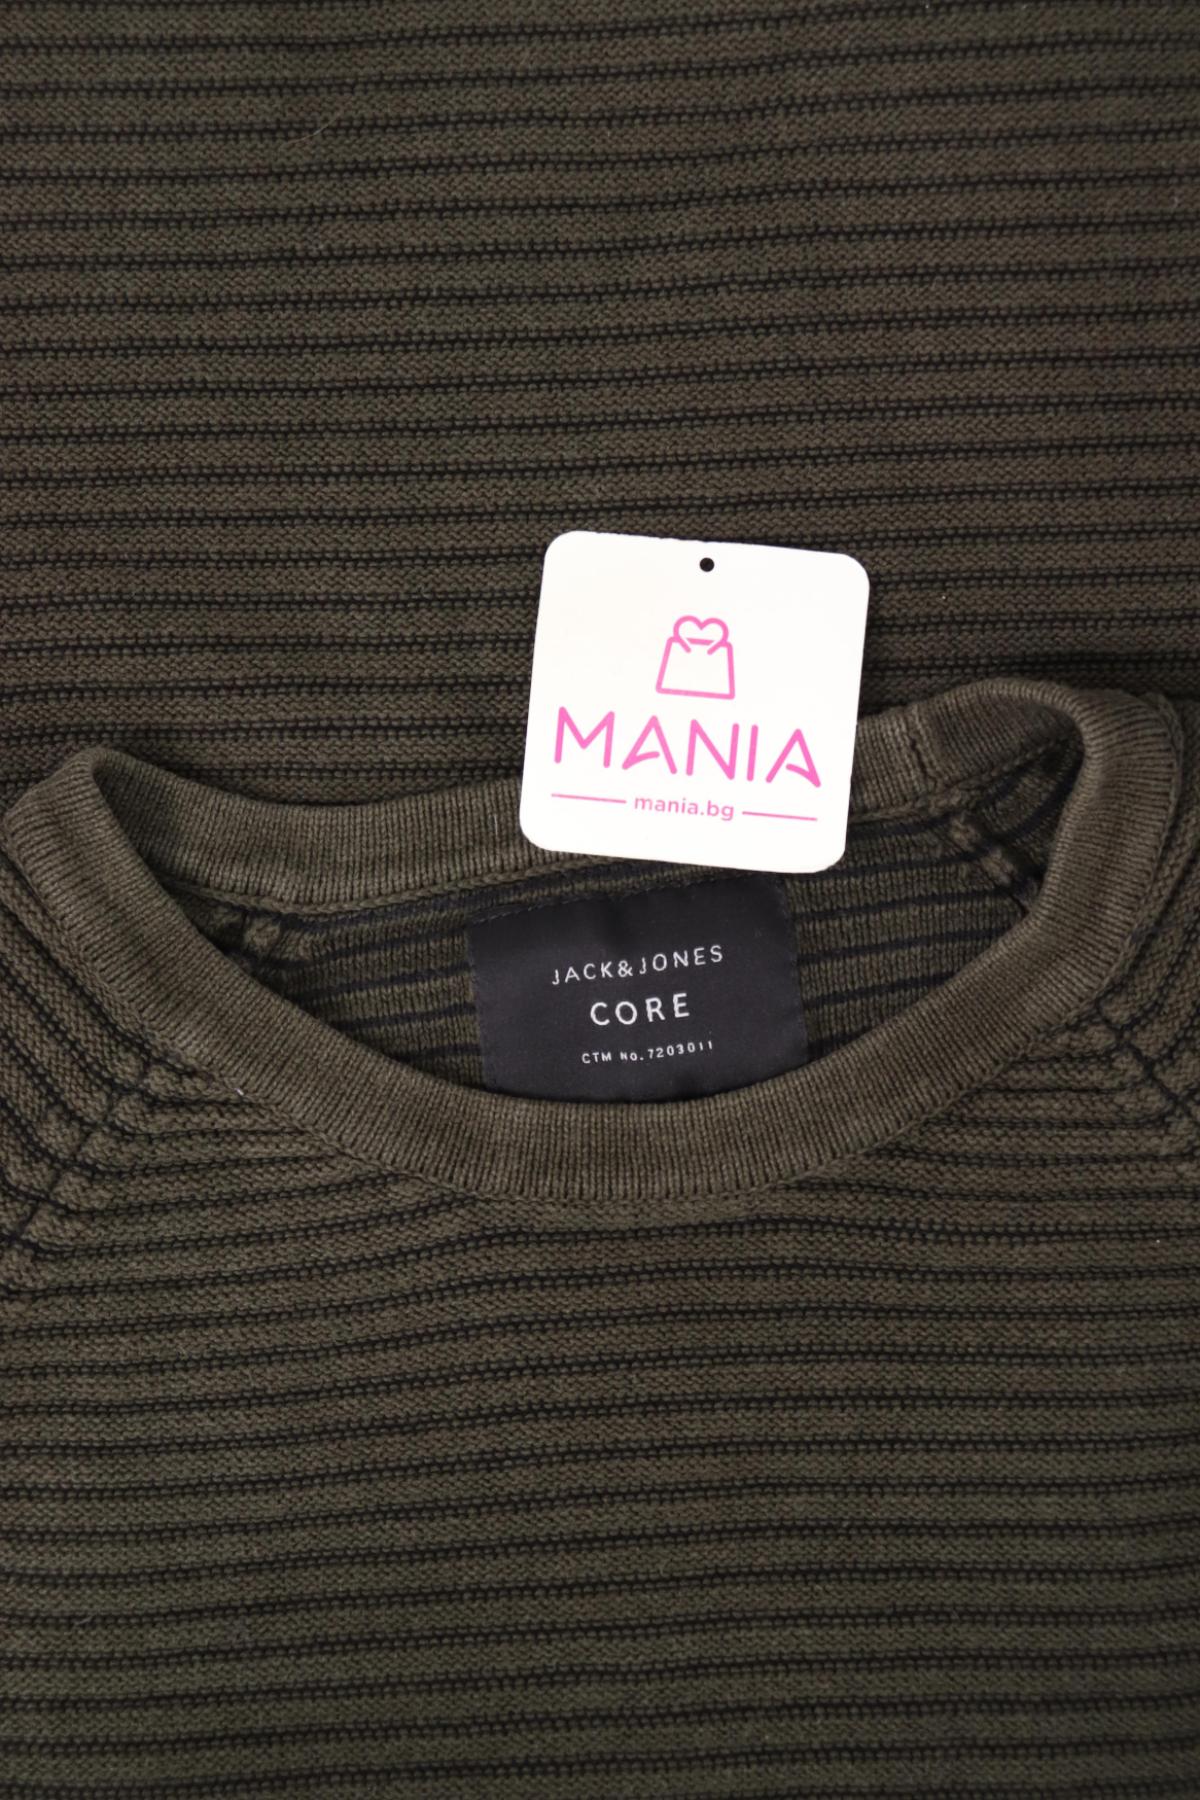 MANIA
mania.bg
JACK&JONES
CORE
CTM No. 7203011